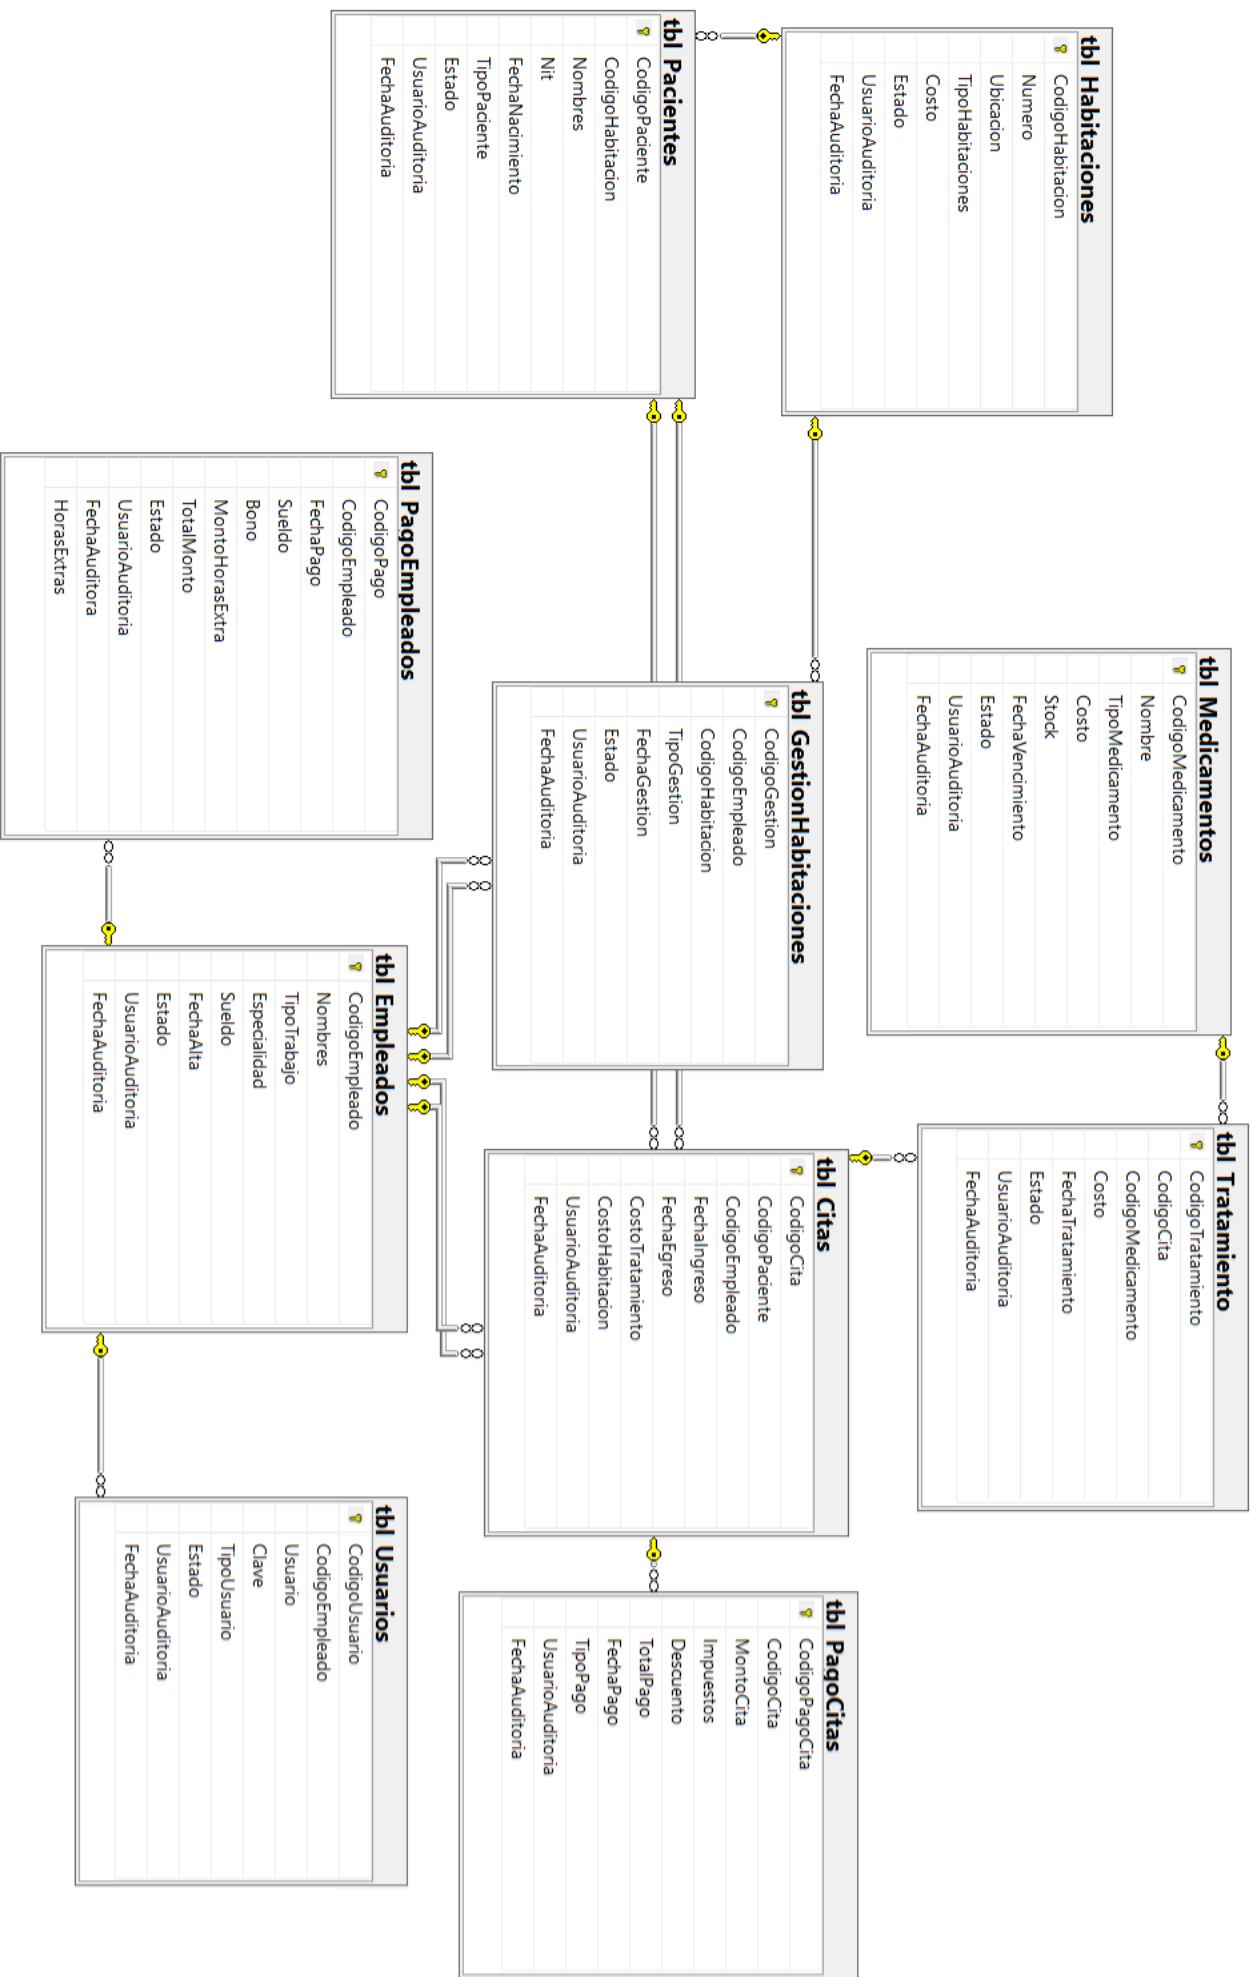 tbl Habitaciones
CodigoHabitacion
Numero
Ubicacion
TipoHabitaciones
Costo
Estado
UsuarioAuditoria
FechaAuditoria
tbl Medicamentos
CodigoMedicamento
Nombre
TipoMedicamento
Costo
Stock
FechaVencimiento
Estado
UsuarioAuditoria
FechaAuditoria
tbl Tratamiento
CodigoTratamiento
CodigoCita
CodigoMedicamento
Costo
FechaTratamiento
Estado
UsuarioAuditoria
FechaAuditoria
tbl Pacientes
CodigoPaciente
CodigoHabitacion
Nombres
Nit
FechaNacimiento
TipoPaciente
Estado
UsuarioAuditoria
FechaAuditoria
tbl GestionHabitaciones
CodigoGestion
CodigoEmpleado
CodigoHabitacion
TipoGestion
FechaGestion
Estado
UsuarioAuditoria
FechaAuditoria
tbl Citas
CodigoCita
CodigoPaciente
CodigoEmpleado
FechaIngreso
FechaEgreso
CostoTratamiento
CostoHabitacion
UsuarioAuditoria
FechaAuditoria
tbl PagoCitas
CodigoPagoCita
CodigoCita
MontoCita
Impuestos
Descuento
TotalPago
FechaPago
TipoPago
UsuarioAuditoria
FechaAuditoria
tbl PagoEmpleados
CodigoPago
CodigoEmpleado
FechaPago
Sueldo
Bono
MontoHorasExtra
TotalMonto
Estado
UsuarioAuditoria
FechaAuditora
HorasExtras
tbl Empleados
CodigoEmpleado
Nombres
TipoTrabajo
Especialidad
Sueldo
FechaAlta
Estado
UsuarioAuditoria
FechaAuditoria
tbl Usuarios
CodigoUsuario
CodigoEmpleado
Usuario
Clave
TipoUsuario
Estado
UsuarioAuditoria
FechaAuditoria